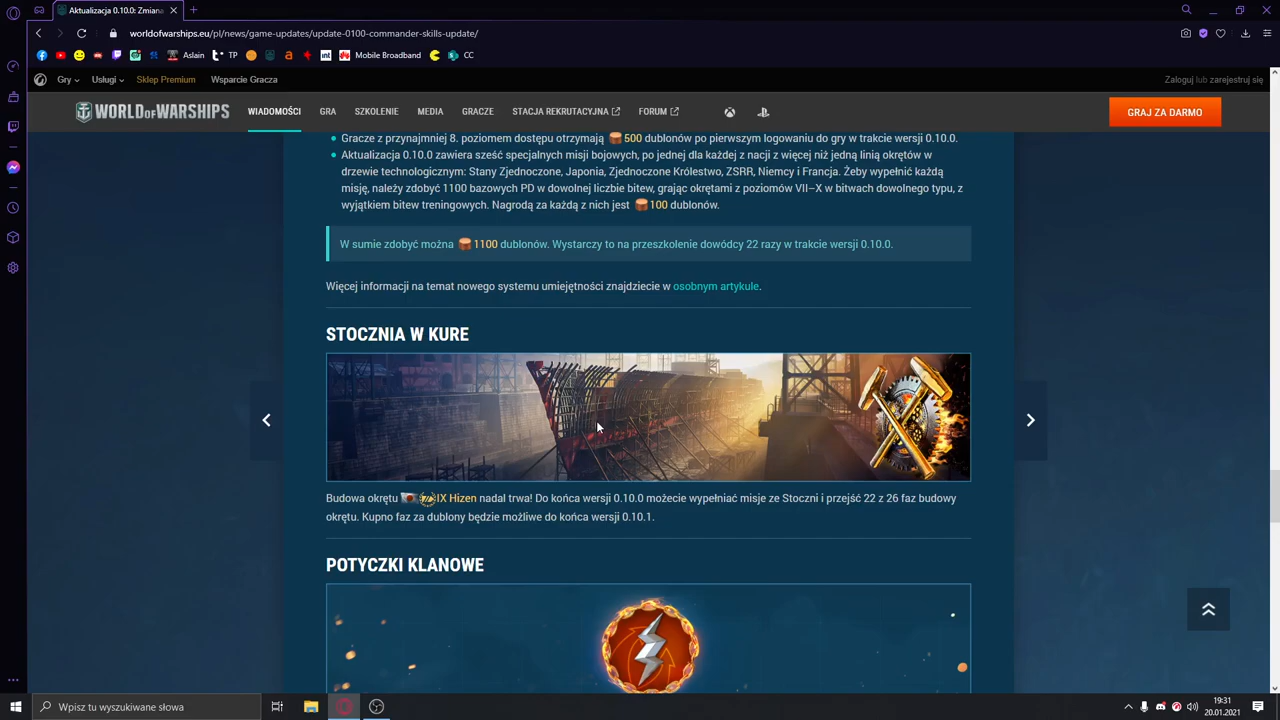 Aktualizacja 0.10.0: Zmiana
worldofwarships.eu/pl/news/game-updates/update-0100-commander-skills-update/
Aslain TP int Mobile Broadband CC
Gry Usługi Sklep Premium Wsparcie Gracza Zaloguj lub zarejestruj się
WORLD OF WARSHIPS WIADOMOŚCI GRA SZKOLENIE MEDIA GRACZE STACJA REKRUTACYJNA FORUM GRAJ ZA DARMO
Gracze z przynajmniej 8. poziomem dostępu otrzymają 500 dublonów po pierwszym logowaniu do gry w trakcie wersji 0.10.0.
Aktualizacja 0.10.0 zawiera sześć specjalnych misji bojowych, po jednej dla każdej z nacji z więcej niż jedną linią okrętów w
drzewie technologicznym: Stany Zjednoczone, Japonia, Zjednoczone Królestwo, ZSRR, Niemcy i Francja. Żeby wypełnić każdą
misję, należy zdobyć 1100 bazowych PD w dowolnej liczbie bitew, grając okrętami z poziomów VII–X w bitwach dowolnego typu, z
wyjątkiem bitew treningowych. Nagrodą za każdą z nich jest 100 dublonów.
W sumie zdobyć można 1100 dublonów. Wystarczy to na przeszkolenie dowódcy 22 razy w trakcie wersji 0.10.0.
Więcej informacji na temat nowego systemu umiejętności znajdziecie w osobnym artykule.
STOCZNIA W KURE
Budowa okrętu IX Hizen nadal trwa! Do końca wersji 0.10.0 możecie wypełniać misje ze Stoczni i przejść 22 z 26 faz budowy
okrętu. Kupno faz za dublony będzie możliwe do końca wersji 0.10.1.
POTYCZKI KLANOWE
Wpisz tu wyszukiwane słowa
19:31
20.01.2021